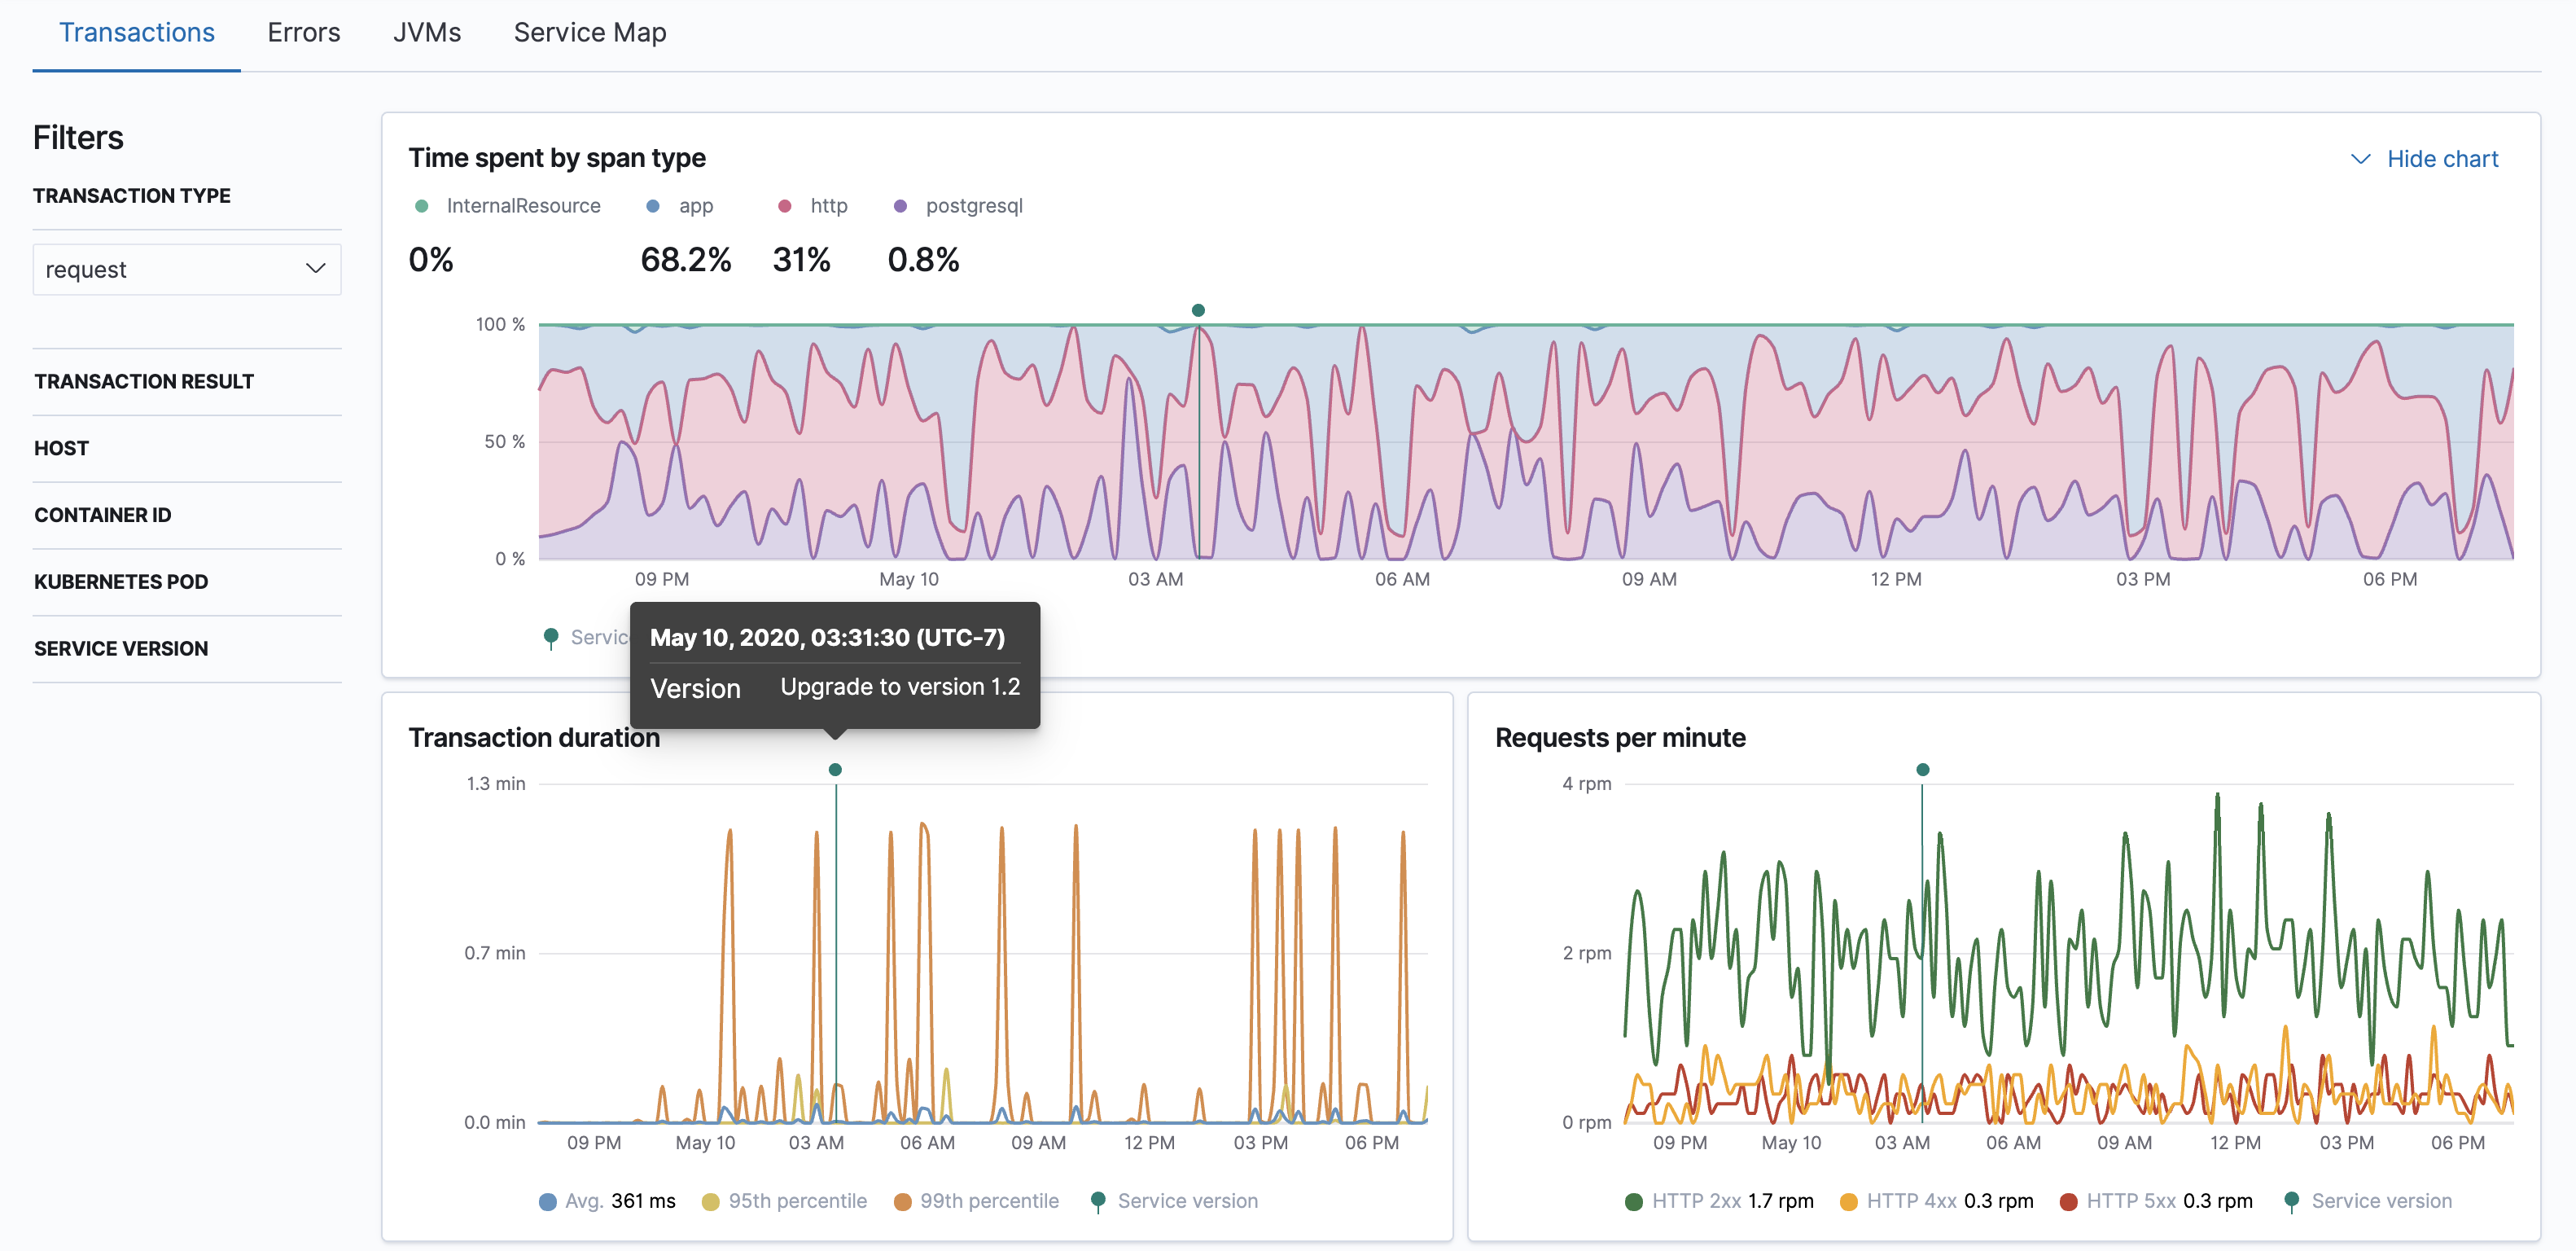 Transactions Errors JVMs Service Map
Filters
TRANSACTION TYPE
request
TRANSACTION RESULT
HOST
CONTAINER ID
KUBERNETES POD
SERVICE VERSION
Time spent by span type
Hide chart
InternalResource app http postgresql
0% 68.2% 31% 0.8%
100 %
50 %
0 %
09 PM May 10 03 AM 06 AM 09 AM 12 PM 03 PM 06 PM
May 10, 2020, 03:31:30 (UTC-7)
Version Upgrade to version 1.2
Transaction duration
1.3 min
0.7 min
0.0 min
09 PM May 10 03 AM 06 AM 09 AM 12 PM 03 PM 06 PM
Avg. 361 ms 95th percentile 99th percentile Service version
Requests per minute
4 rpm
2 rpm
0 rpm
09 PM May 10 03 AM 06 AM 09 AM 12 PM 03 PM 06 PM
HTTP 2xx 1.7 rpm HTTP 4xx 0.3 rpm HTTP 5xx 0.3 rpm Service version